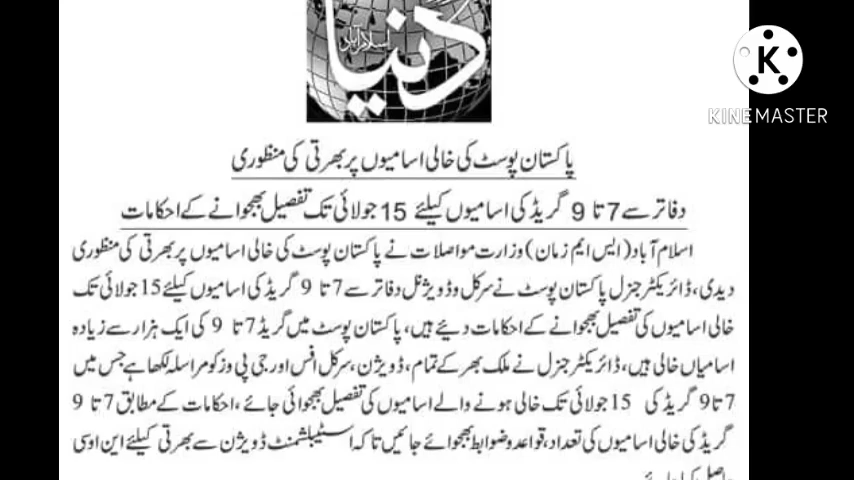 دنیا
اسلام آباد
KINEMASTER
پاکستان پوسٹ کی خالی اسامیوں پر بھرتی کی منظوری
دفاتر سے 7 تا 9 گریڈ کی اسامیوں کیلئے 15 جولائی تک تفصیل بھجوانے کے احکامات
اسلام آباد (ایس ایم زمان) وزارت مواصلات نے پاکستان پوسٹ کی خالی اسامیوں پر بھرتی کی منظوری
دیدی، ڈائریکٹر جنرل پاکستان پوسٹ نے سرکل و ڈویژنل دفاتر سے 7 تا 9 گریڈ کی اسامیوں کیلئے 15 جولائی تک
خالی اسامیوں کی تفصیل بھجوانے کے احکامات دیئے ہیں، پاکستان پوسٹ میں گریڈ 7 تا 9 کی ایک ہزار سے زیادہ
اسامیاں خالی ہیں، ڈائریکٹر جنرل نے ملک بھر کے تمام، ڈویژن، سرکل افس اور جی پی وز کو مراسلہ لکھا ہے جس میں
7 تا 9 گریڈ کی 15 جولائی تک خالی ہونے والے اسامیوں کی تفصیل بھجوائی جائے، احکامات کے مطابق 7 تا 9
گریڈ کی خالی اسامیوں کی تعداد، قواعد و ضوابط بھجوائے جائیں تا کہ اسٹیبلشمنٹ ڈویژن سے بھرتی کیلئے این اوسی